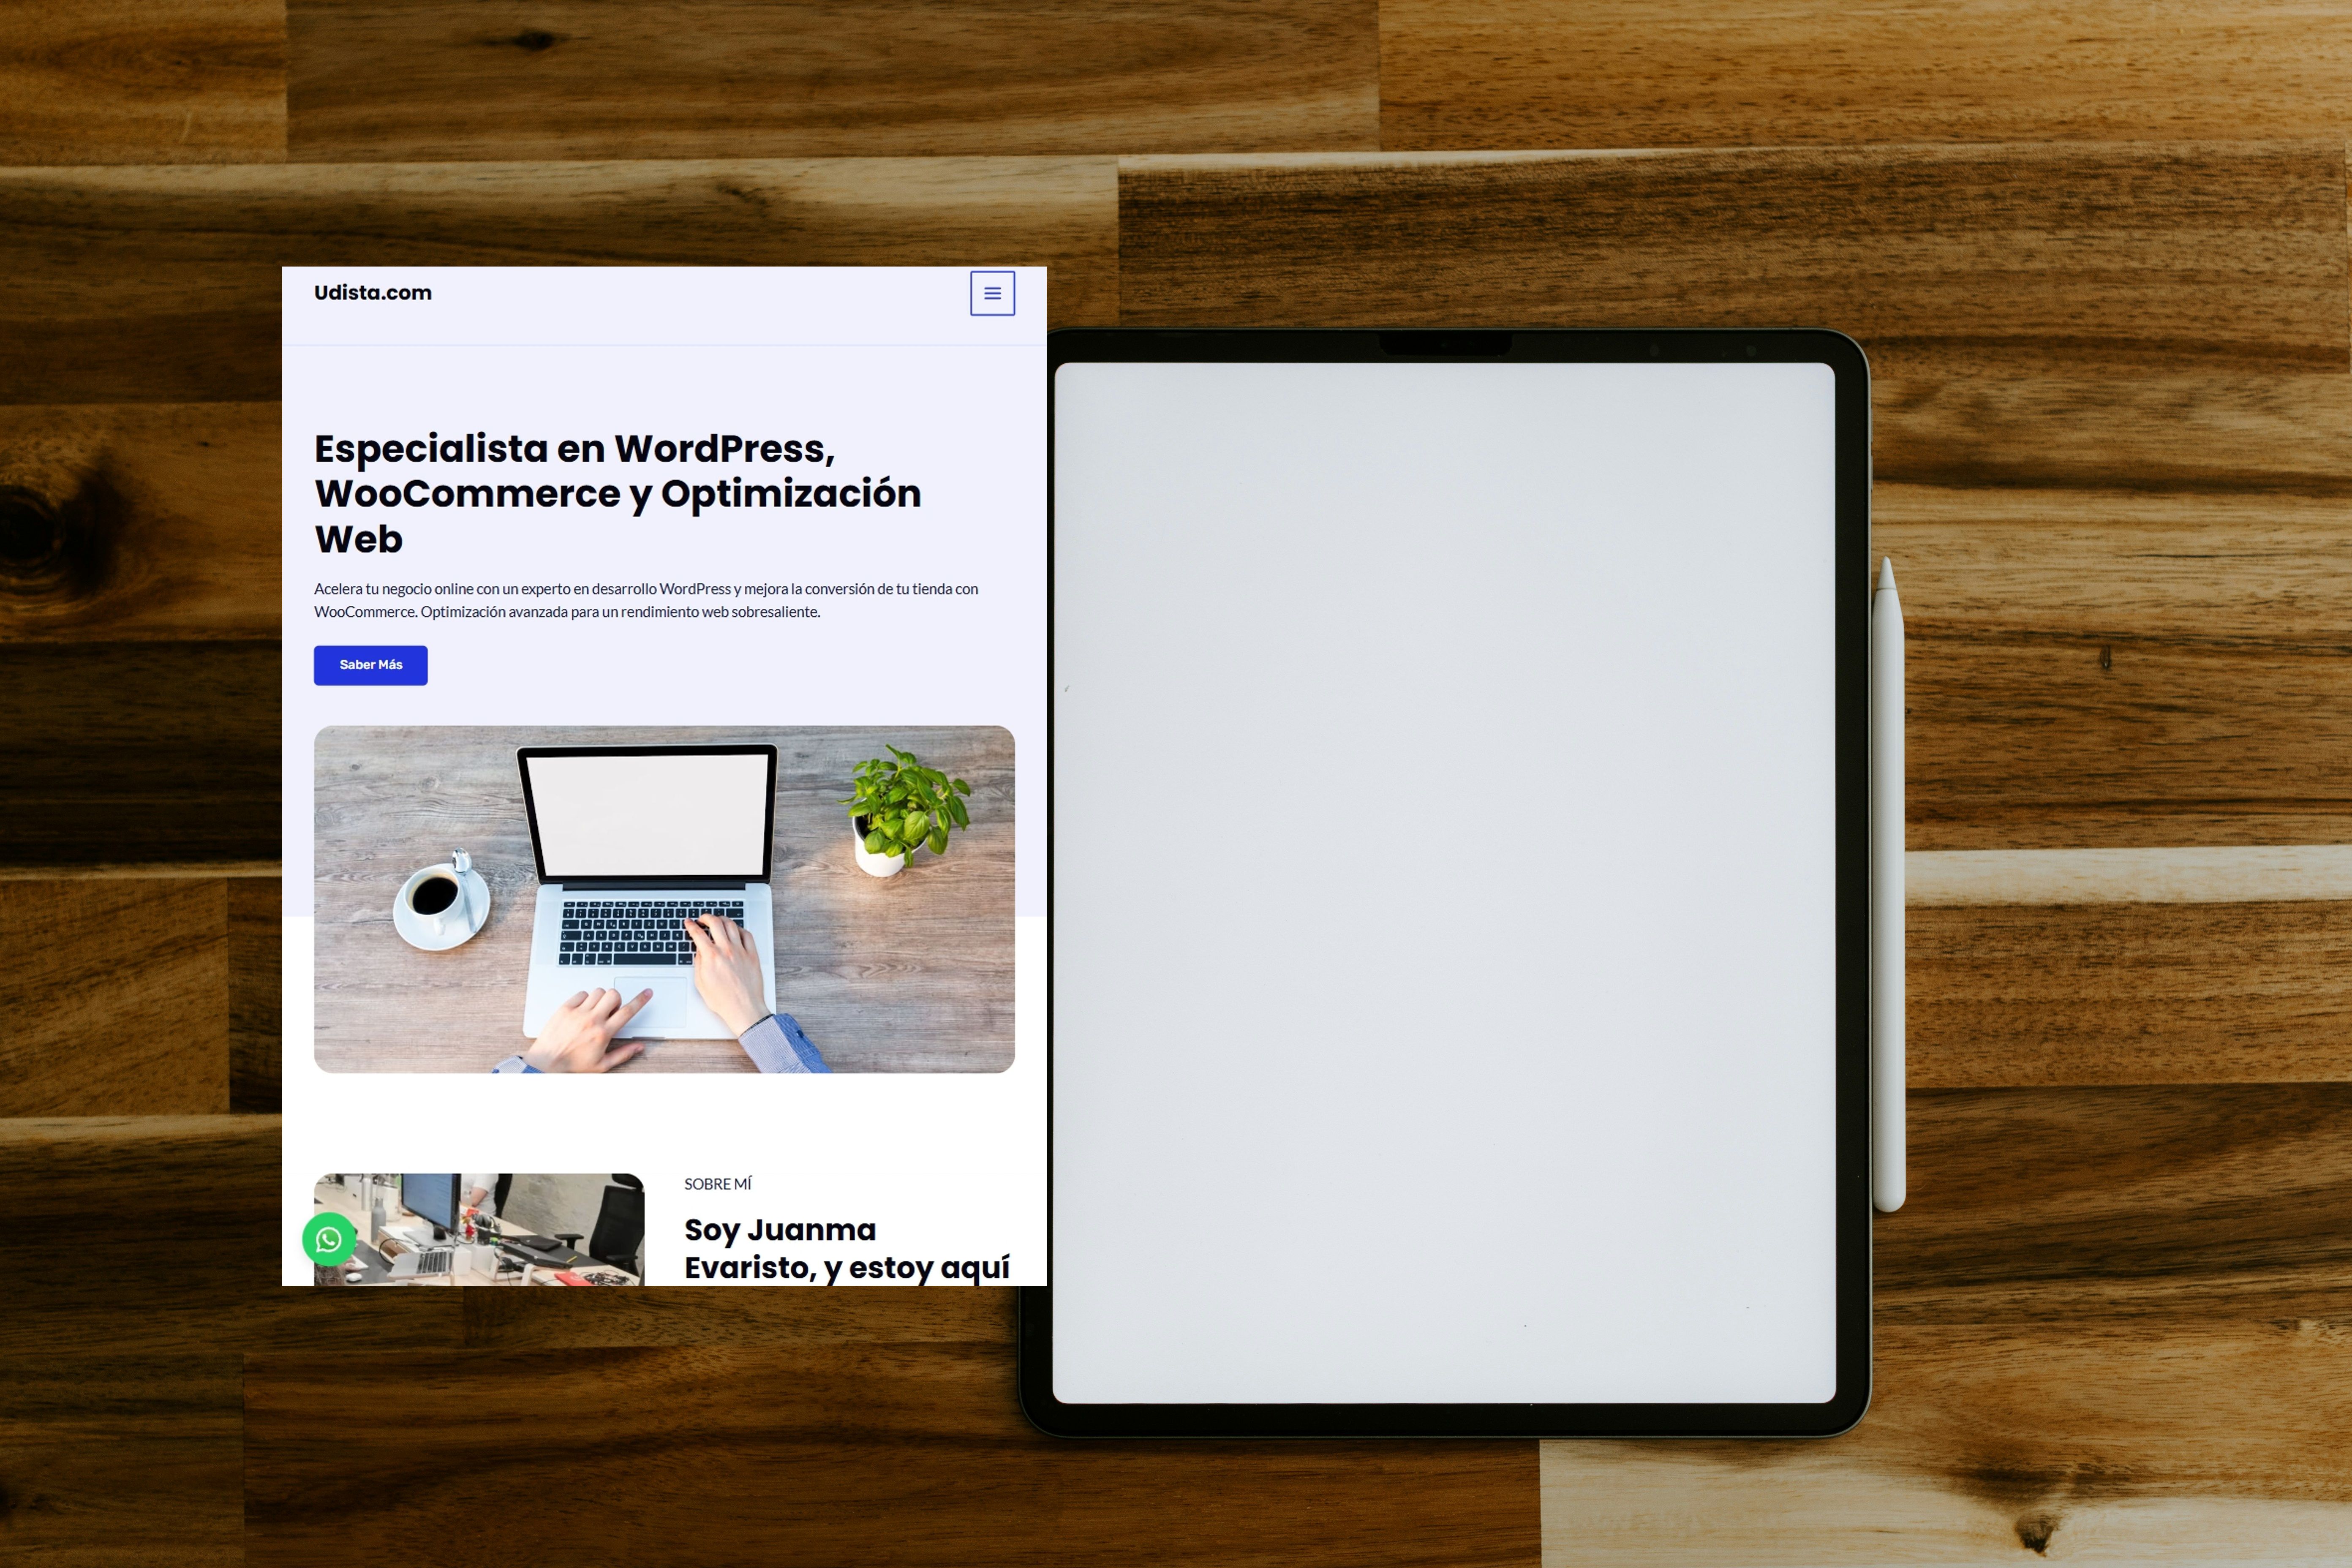 Udista.com
Especialista en WordPress,
WooCommerce y Optimización
Web
Acelera tu negocio online con un experto en desarrollo WordPress y mejora la conversión de tu tienda con
WooCommerce. Optimización avanzada para un rendimiento web sobresaliente.
Saber Más
SOBRE MÍ
Soy Juanma
Evaristo, y estoy aquí